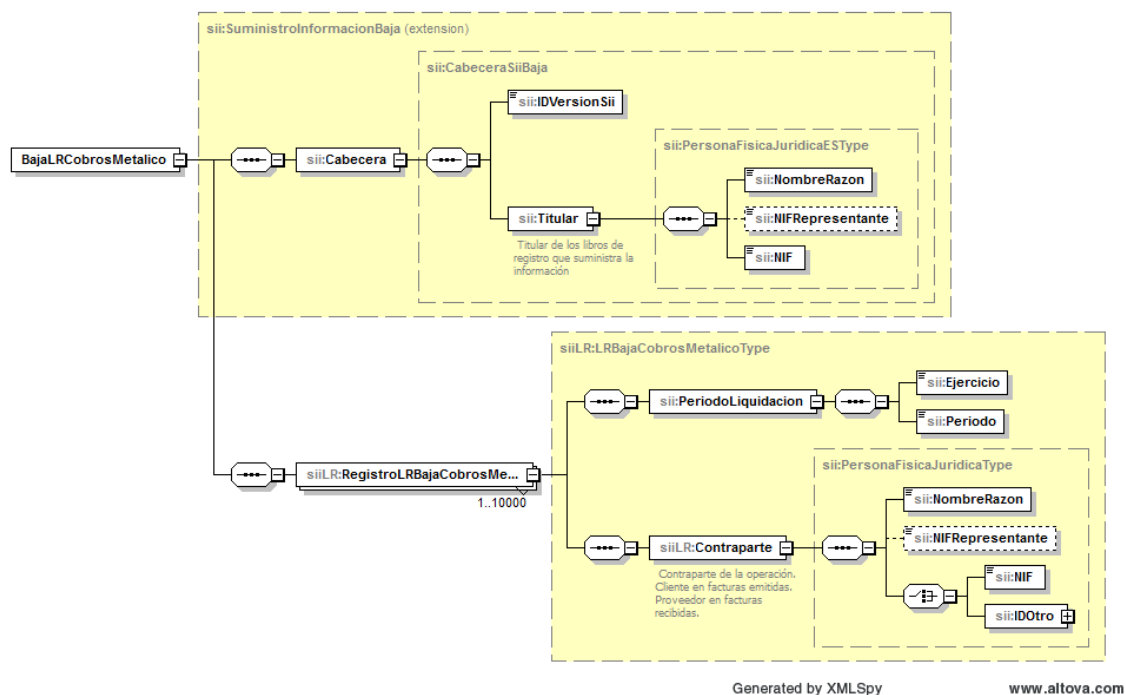 sii:SuministroInformacionBaja (extension)
sii:CabeceraSiiBaja
sii:IDVersionSii
BajaLRCobrosMetalico
sii:Cabecera
sii:PersonaFisicaJuridicaESType
sii:NombreRazon
sii:Titular
sii:NIFRepresentante
Titular de los libros de
registro que suministra la
información
sii:NIF
siiLR:LRBajaCobrosMetalicoType
sii:PeriodoLiquidacion
sii:Ejercicio
sii:Periodo
siiLR:RegistroLRBajaCobrosMe...
1..10000
sii:PersonaFisicaJuridicaType
sii:NombreRazon
siiLR:Contraparte
sii:NIFRepresentante
Contraparte de la operación.
Cliente en facturas emitidas.
Proveedor en facturas
recibidas.
sii:NIF
sii:IDOtro
Generated by XMLSpy
www.altova.com